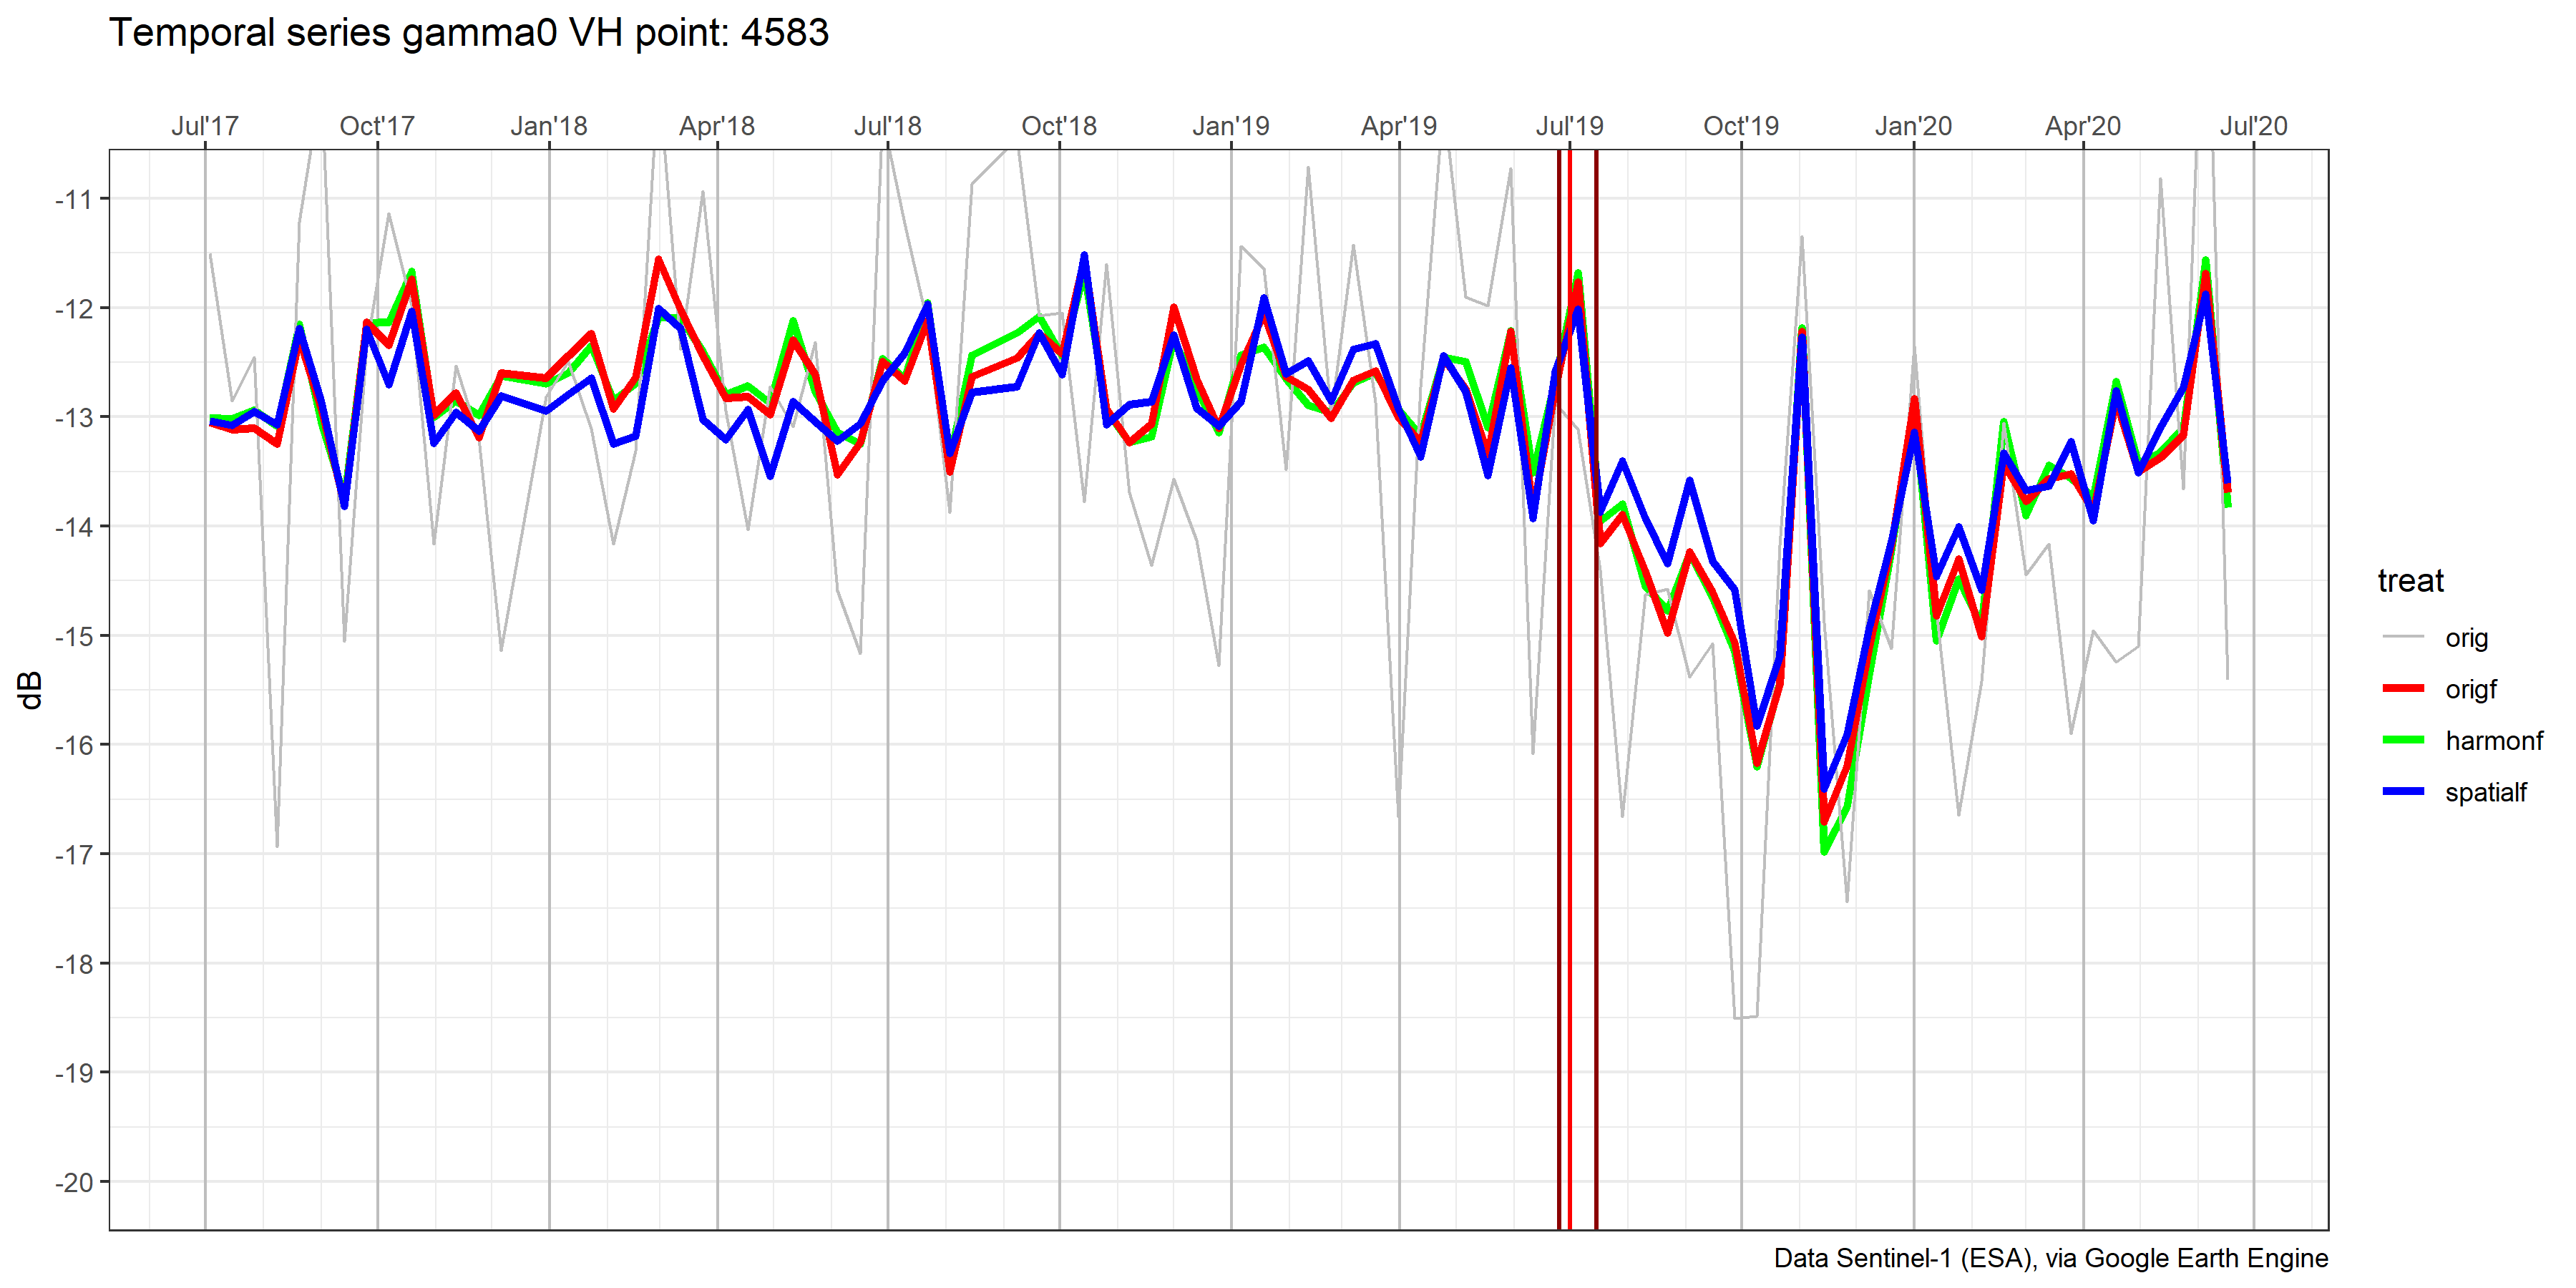 Temporal series gamma0 VH point: 4583
Jul'17 Oct'17 Jan'18 Apr'18 Jul'18 Oct'18 Jan'19 Apr'19 Jul'19 Oct'19 Jan'20 Apr'20 Jul'20
-11
-12
-13
-14
-15
-16
-17
-18
-19
-20
dB
treat
orig
origf
harmonf
spatialf
Data Sentinel-1 (ESA), via Google Earth Engine